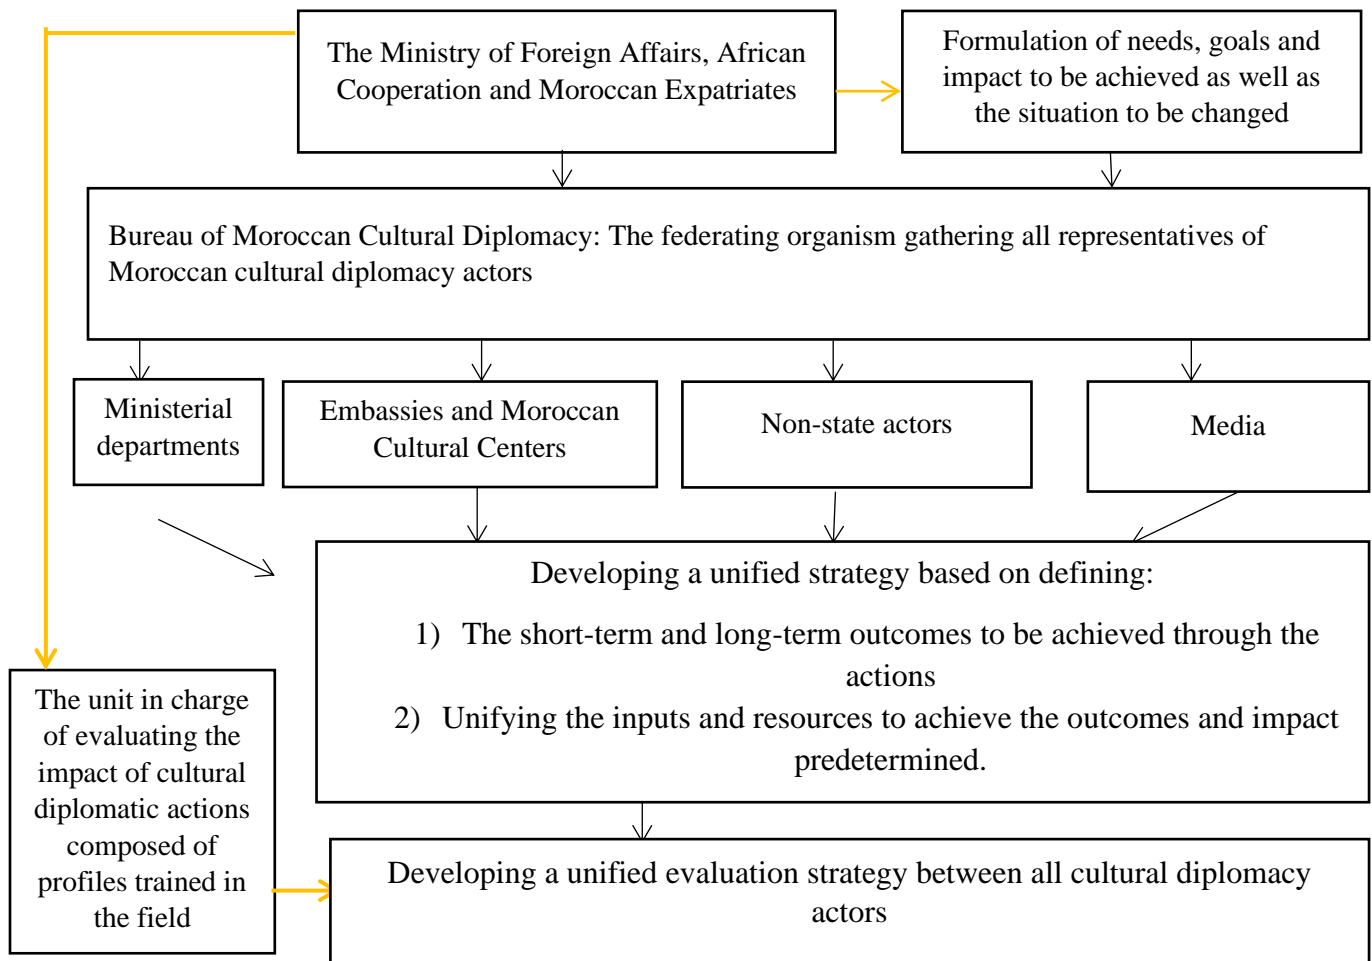 The Ministry of Foreign Affairs, African
Cooperation and Moroccan Expatriates
Formulation of needs, goals and
impact to be achieved as well as
the situation to be changed
Bureau of Moroccan Cultural Diplomacy: The federating organism gathering all representatives of
Moroccan cultural diplomacy actors
Ministerial
departments
Embassies and Moroccan
Cultural Centers
Non-state actors
Media
Developing a unified strategy based on defining:
1) The short-term and long-term outcomes to be achieved through the
actions
2) Unifying the inputs and resources to achieve the outcomes and impact
predetermined.
The unit in charge
of evaluating the
impact of cultural
diplomatic actions
composed of
profiles trained in
the field
Developing a unified evaluation strategy between all cultural diplomacy
actors